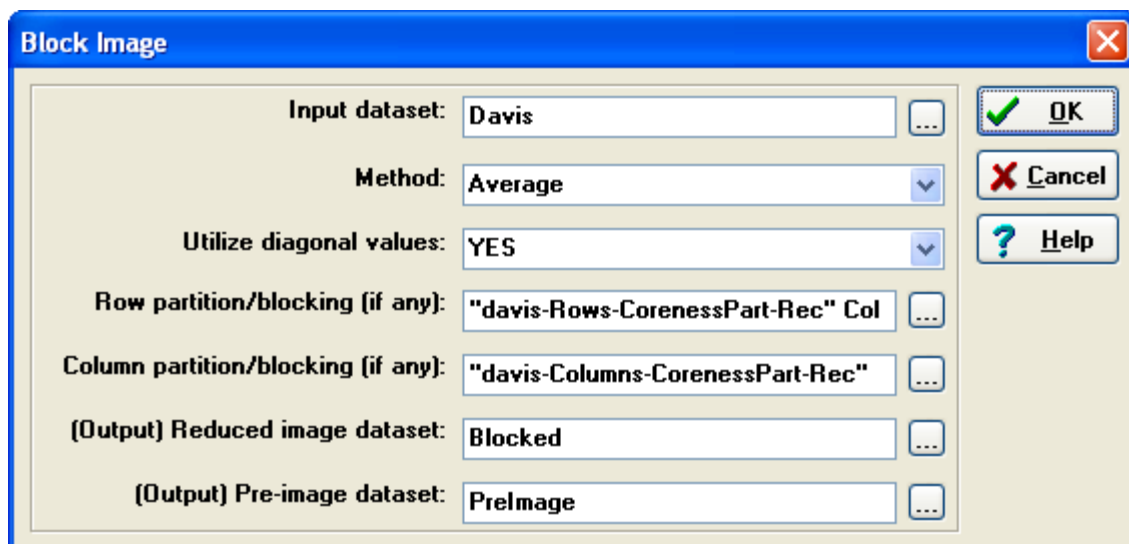 Block Image
Input dataset: Davis ... OK
Method: Average Cancel
Utilize diagonal values: YES ? Help
Row partition/blocking (if any): "davis-Rows-CorenessPart-Rec" Col ...
Column partition/blocking (if any): "davis-Columns-CorenessPart-Rec" ...
(Output) Reduced image dataset: Blocked ...
(Output) Pre-image dataset: PreImage ...